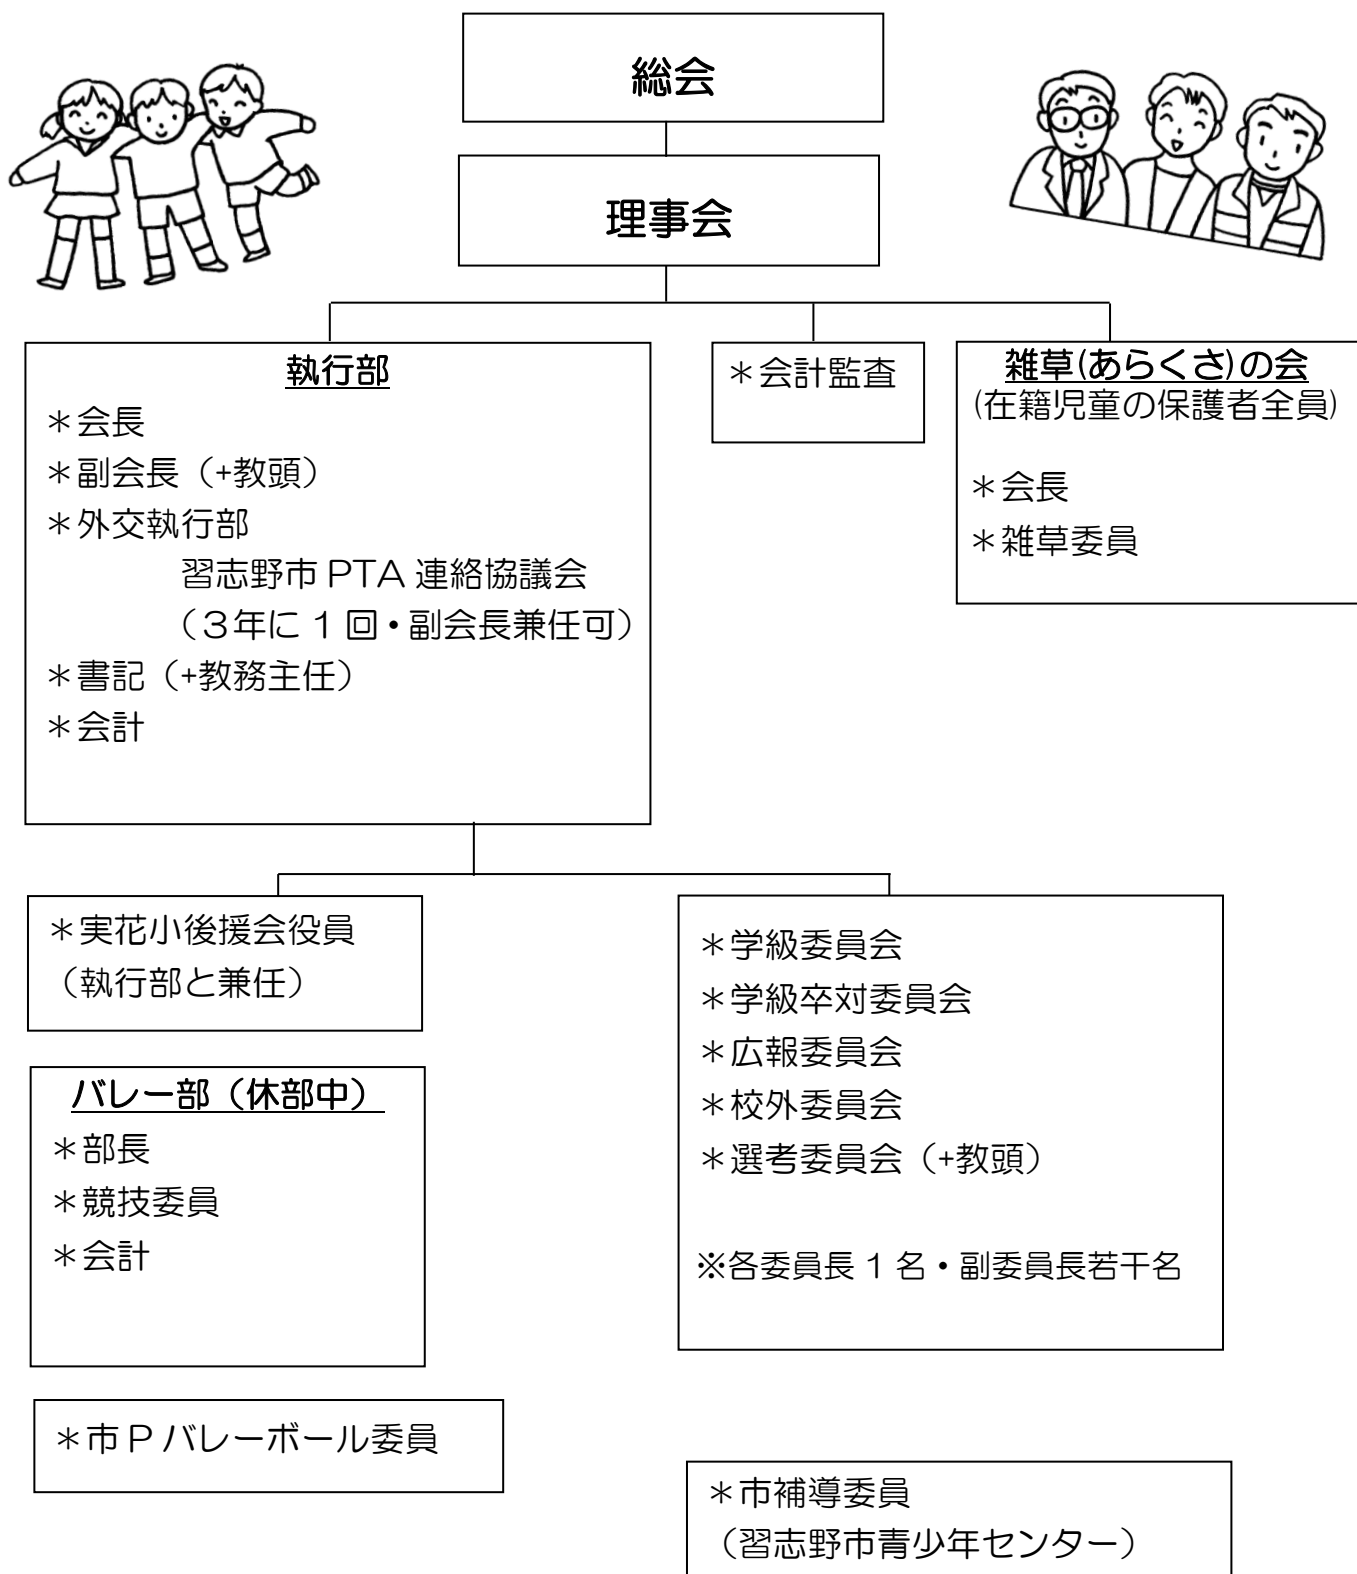 総会
理事会
執行部
＊会長
＊副会長（+教頭）
＊外交執行部
習志野市 PTA 連絡協議会
（３年に 1 回・副会長兼任可）
＊書記（+教務主任）
＊会計
＊会計監査
雑草(あらくさ)の会
(在籍児童の保護者全員)
＊会長
＊雑草委員
＊実花小後援会役員
（執行部と兼任）
バレー部（休部中）
＊部長
＊競技委員
＊会計
＊市 P バレーボール委員
＊学級委員会
＊学級卒対委員会
＊広報委員会
＊校外委員会
＊選考委員会（+教頭）
※各委員長 1 名・副委員長若干名
＊市補導委員
（習志野市青少年センター）